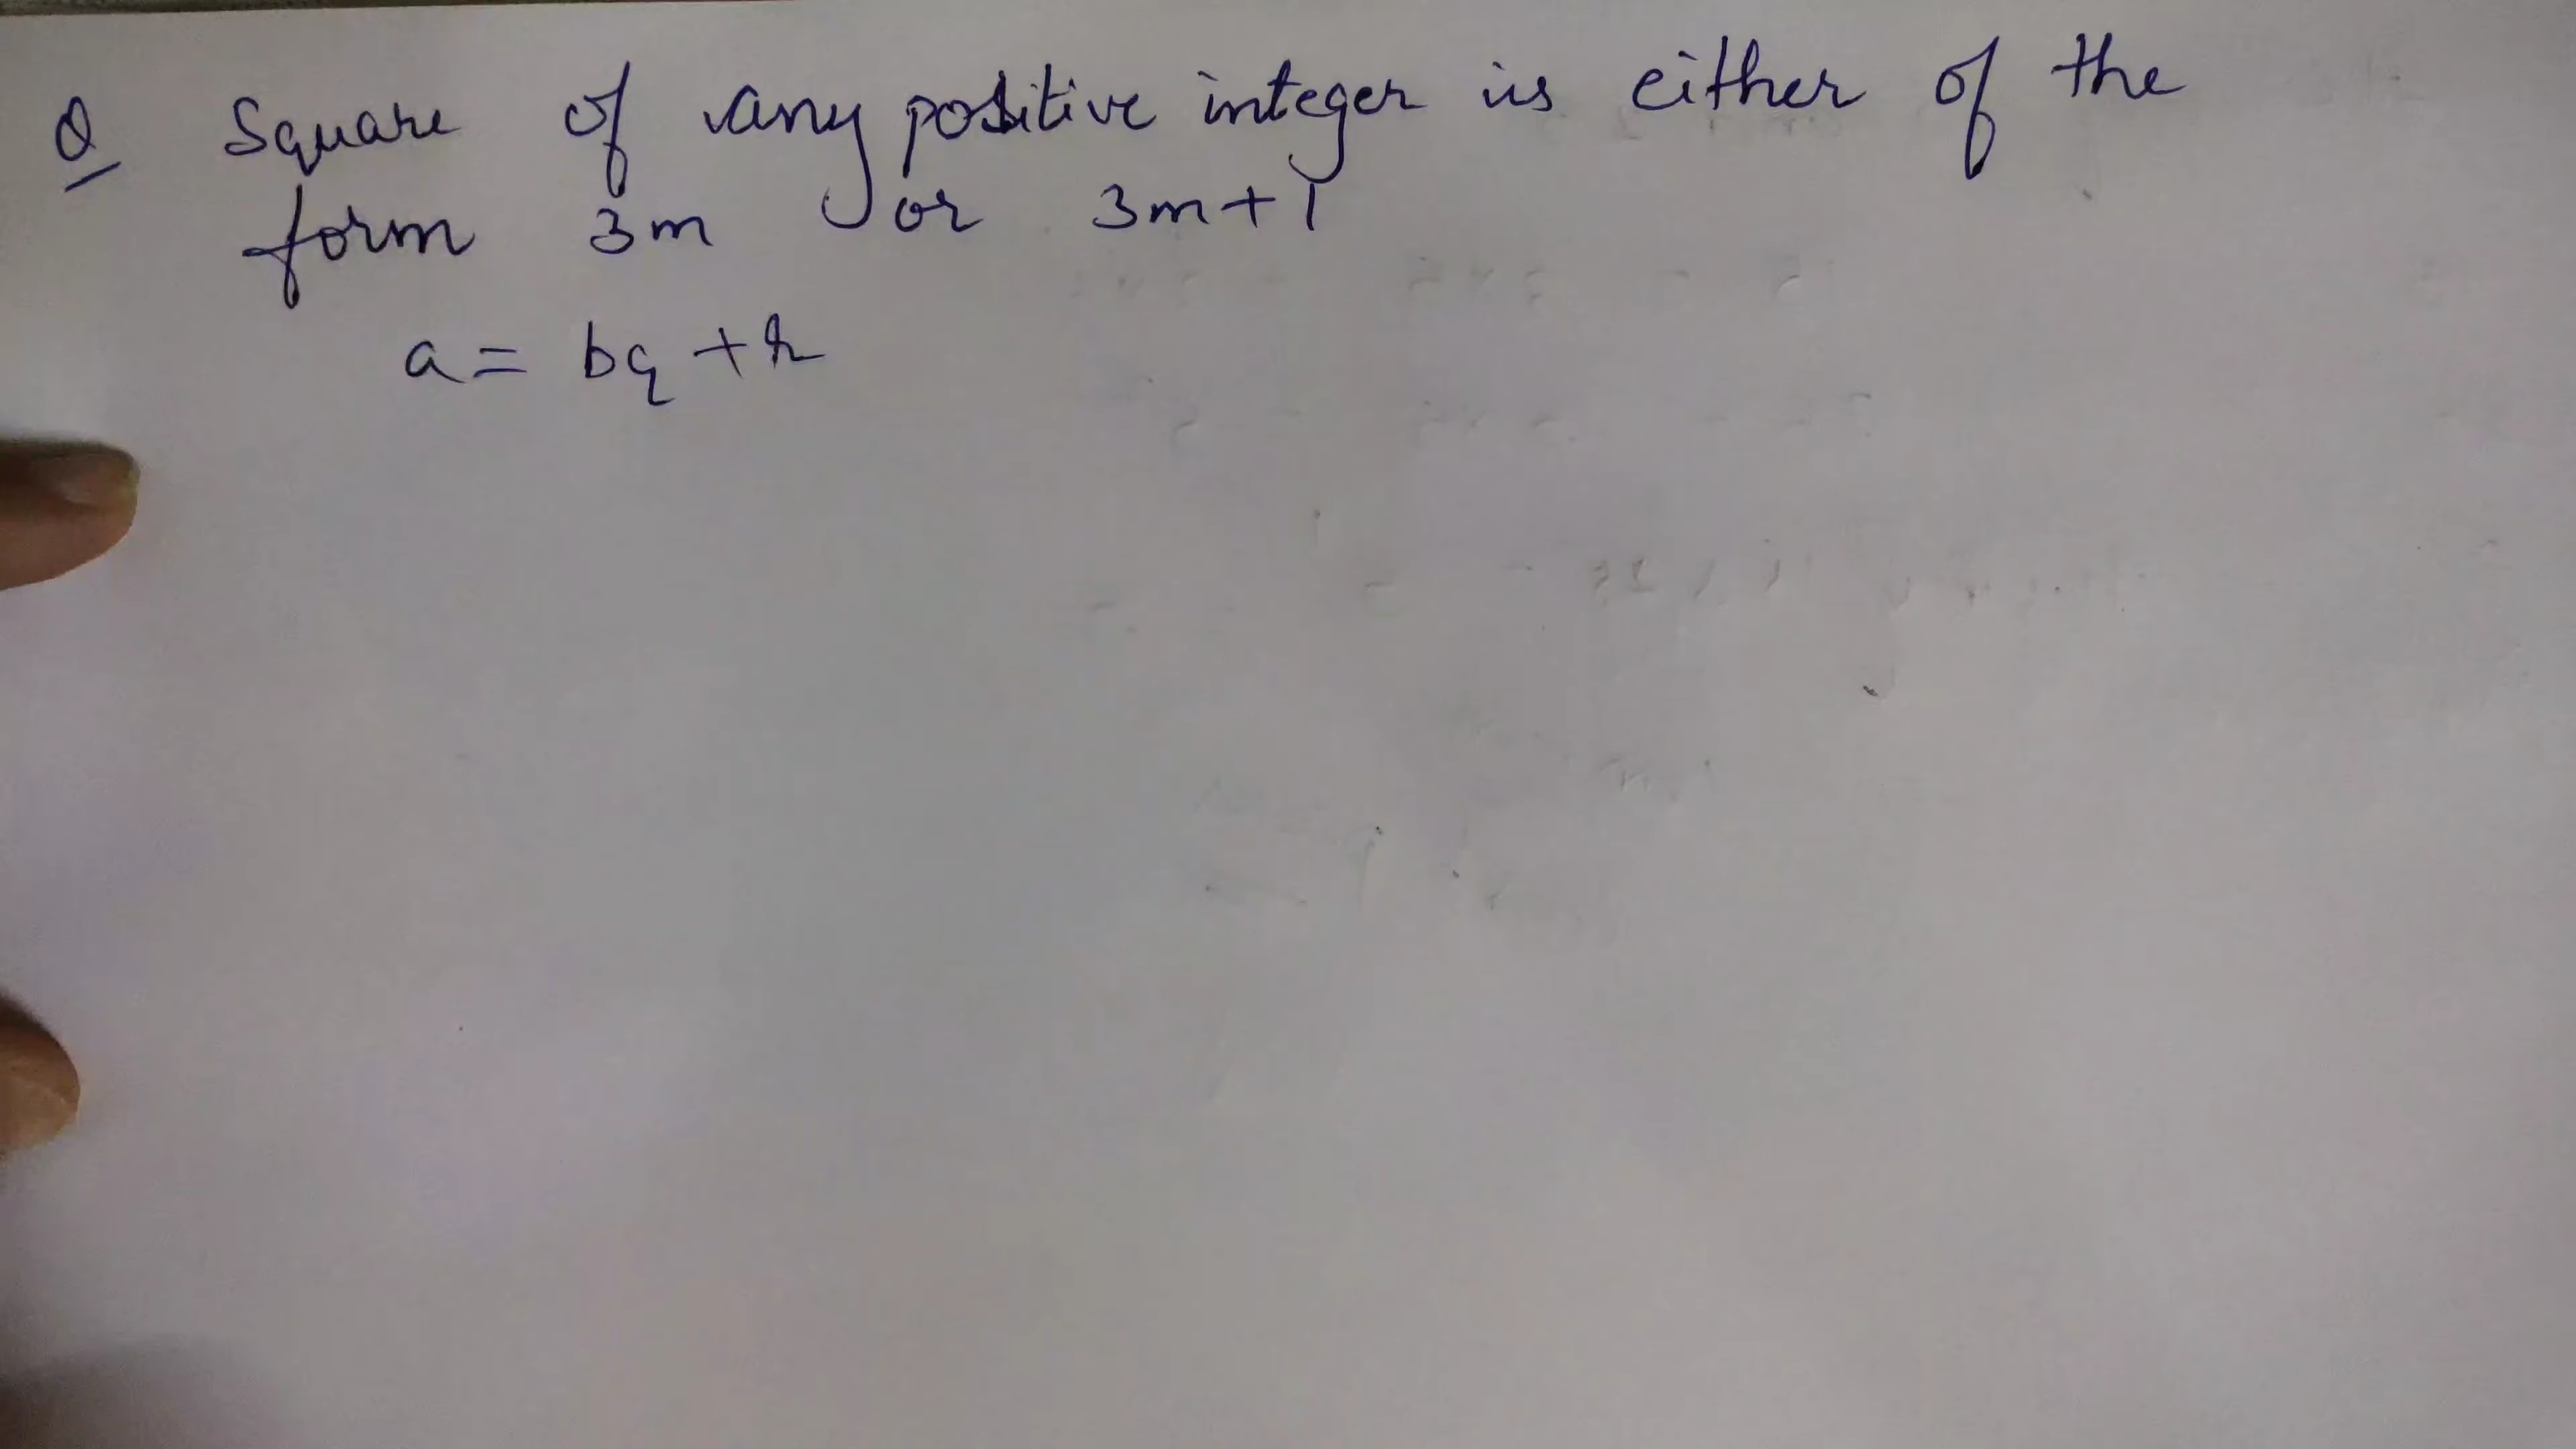 Q Square of any positive integer is either of the
form 3m or 3m+1
a = bq + r